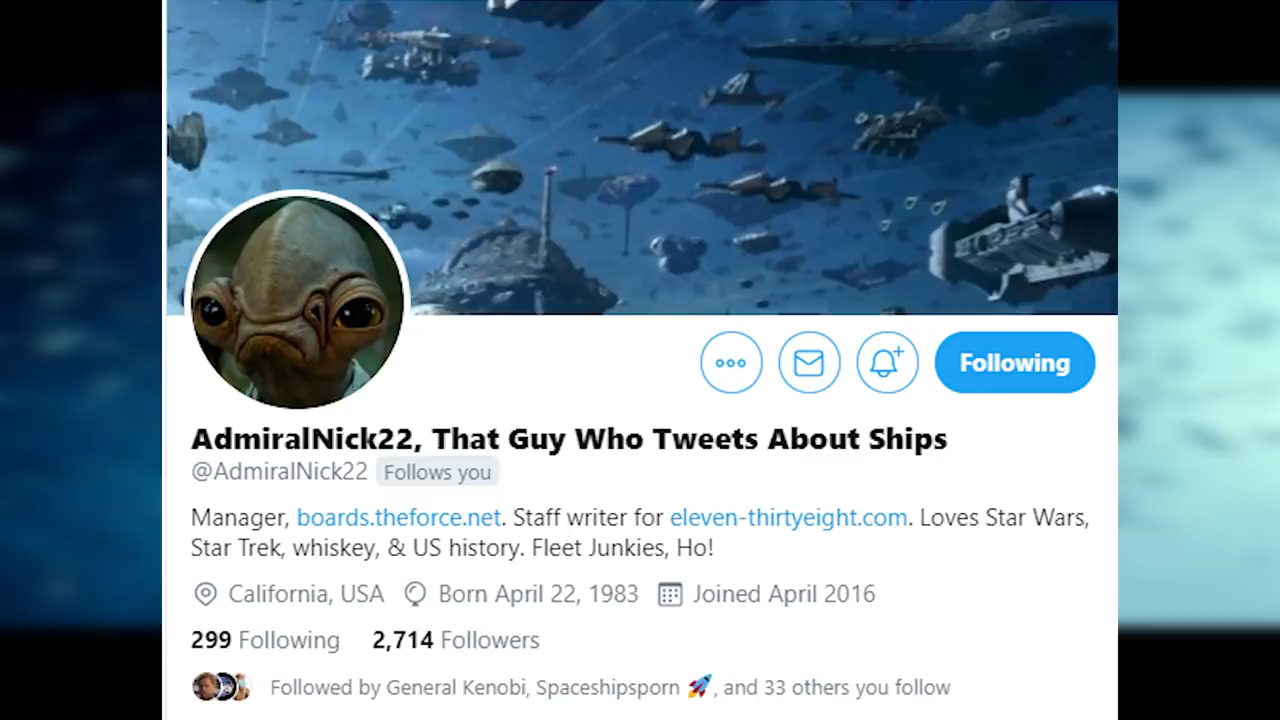 Following
AdmiralNick22, That Guy Who Tweets About Ships
@AdmiralNick22 Follows you
Manager, boards.theforce.net. Staff writer for eleven-thirtyeight.com. Loves Star Wars,
Star Trek, whiskey, & US history. Fleet Junkies, Ho!
California, USA Born April 22, 1983 Joined April 2016
299 Following 2,714 Followers
Followed by General Kenobi, Spaceshipsporn 🚀, and 33 others you follow